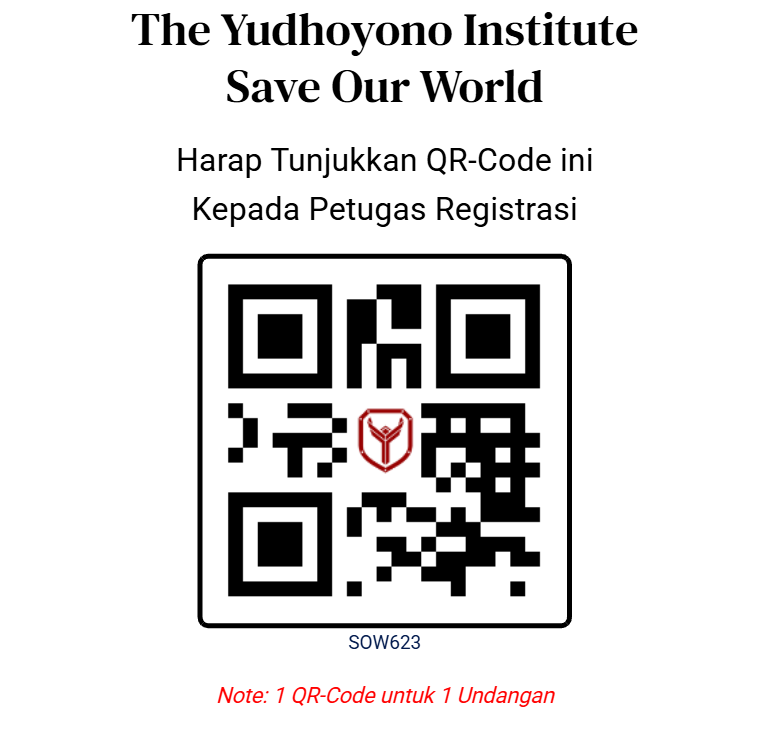 The Yudhoyono Institute
Save Our World
Harap Tunjukkan QR-Code ini
Kepada Petugas Registrasi
SOW623
Note: 1 QR-Code untuk 1 Undangan